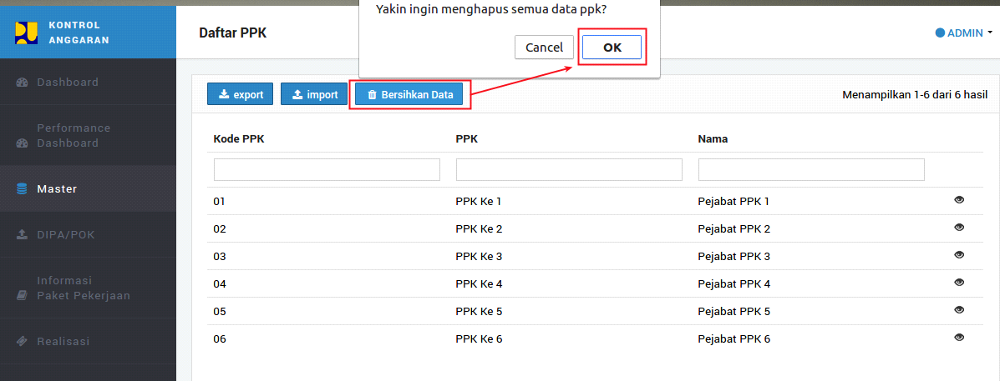 Yakin ingin menghapus semua data ppk?
Cancel
OK
KONTROL
ANGGARAN
Daftar PPK
ADMIN
Dashboard
Performance
Dashboard
Master
DIPA/POK
Informasi
Paket Pekerjaan
Realisasi
export
import
Bersihkan Data
Menampilkan 1-6 dari 6 hasil
Kode PPK PPK Nama
01 PPK Ke 1 Pejabat PPK 1
02 PPK Ke 2 Pejabat PPK 2
03 PPK Ke 3 Pejabat PPK 3
04 PPK Ke 4 Pejabat PPK 4
05 PPK Ke 5 Pejabat PPK 5
06 PPK Ke 6 Pejabat PPK 6